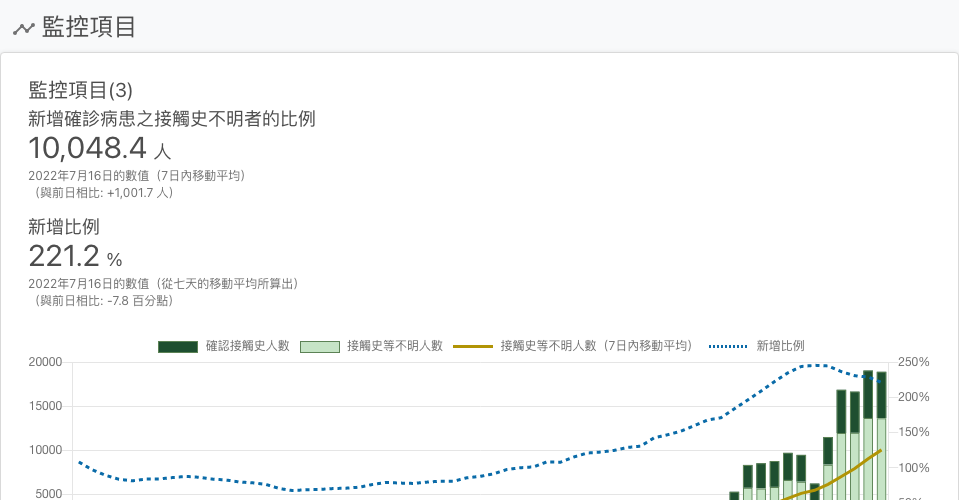 監控項目
監控項目(3)
新增確診病患之接觸史不明者的比例
10,048.4 人
2022年7月16日的數值（7日內移動平均）
（與前日相比: +1,001.7 人）
新增比例
221.2 %
2022年7月16日的數值（從七天的移動平均所算出）
（與前日相比: -7.8 百分點）
確認接觸史人數 接觸史等不明人數 接觸史等不明人數（7日內移動平均） 新增比例
20000 250%
15000 200%
150%
10000 100%
5000